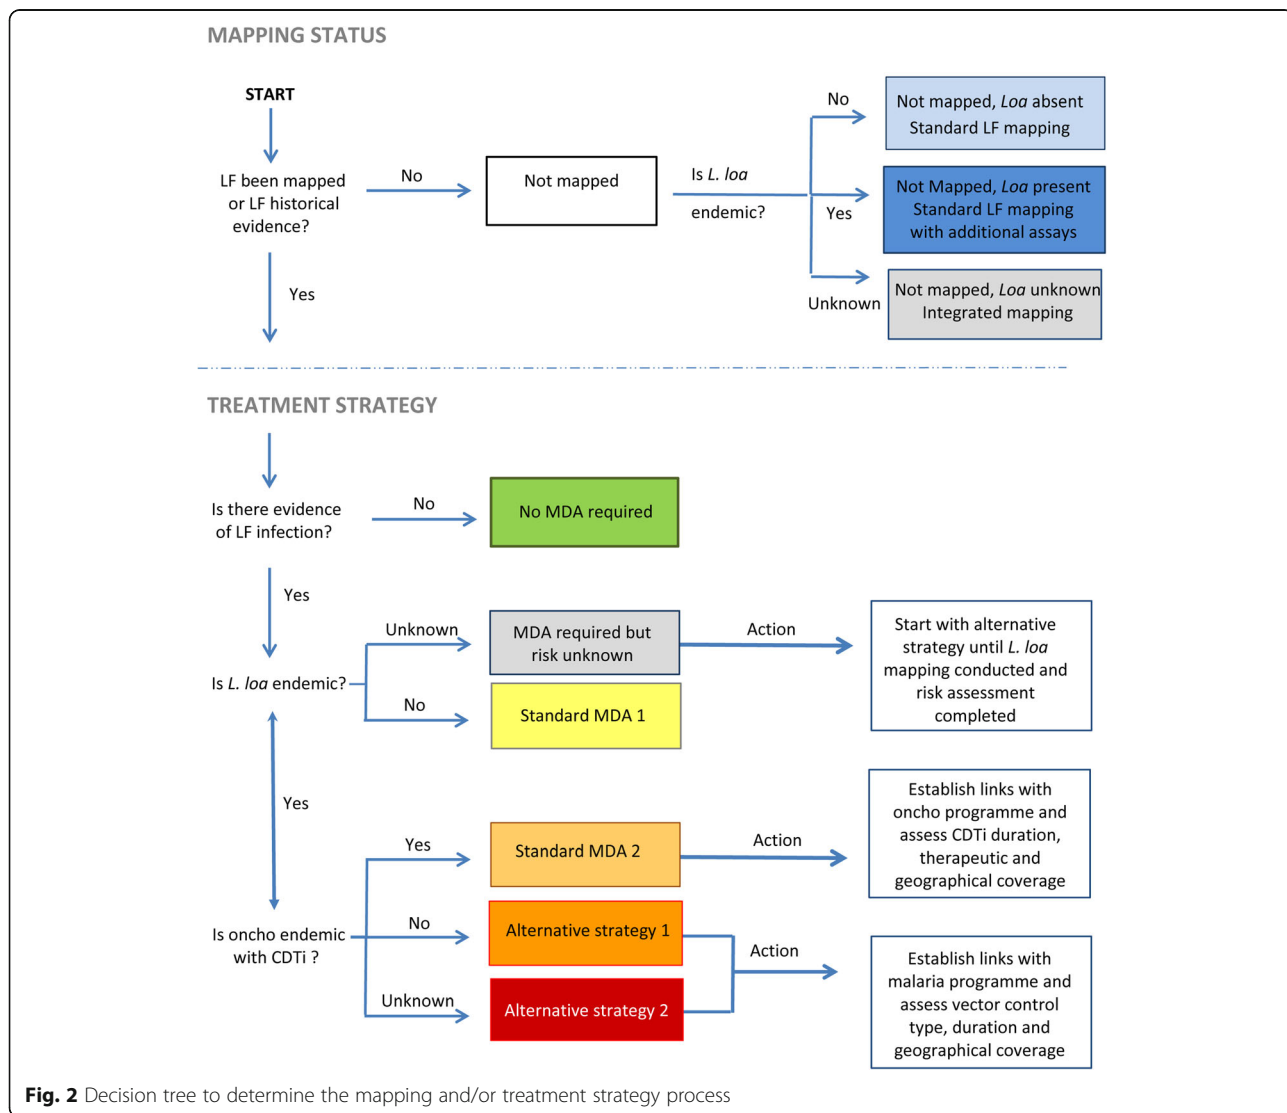 MAPPING STATUS
START
LF been mapped
or LF historical
evidence?
No
Not mapped
Is L. loa
endemic?
No
Not mapped, Loa absent
Standard LF mapping
Yes
Not Mapped, Loa present
Standard LF mapping
with additional assays
Unknown
Not mapped, Loa unknown
Integrated mapping
Yes
TREATMENT STRATEGY
Is there evidence
of LF infection?
No
No MDA required
Yes
Is L. loa endemic?
Unknown
MDA required but
risk unknown
Action
Start with alternative
strategy until L. loa
mapping conducted and
risk assessment
completed
No
Standard MDA 1
Yes
Is oncho endemic
with CDTi ?
Yes
Standard MDA 2
Action
Establish links with
oncho programme and
assess CDTi duration,
therapeutic and
geographical coverage
No
Alternative strategy 1
Unknown
Alternative strategy 2
Action
Establish links with
malaria programme and
assess vector control
type, duration and
geographical coverage
Fig. 2 Decision tree to determine the mapping and/or treatment strategy process